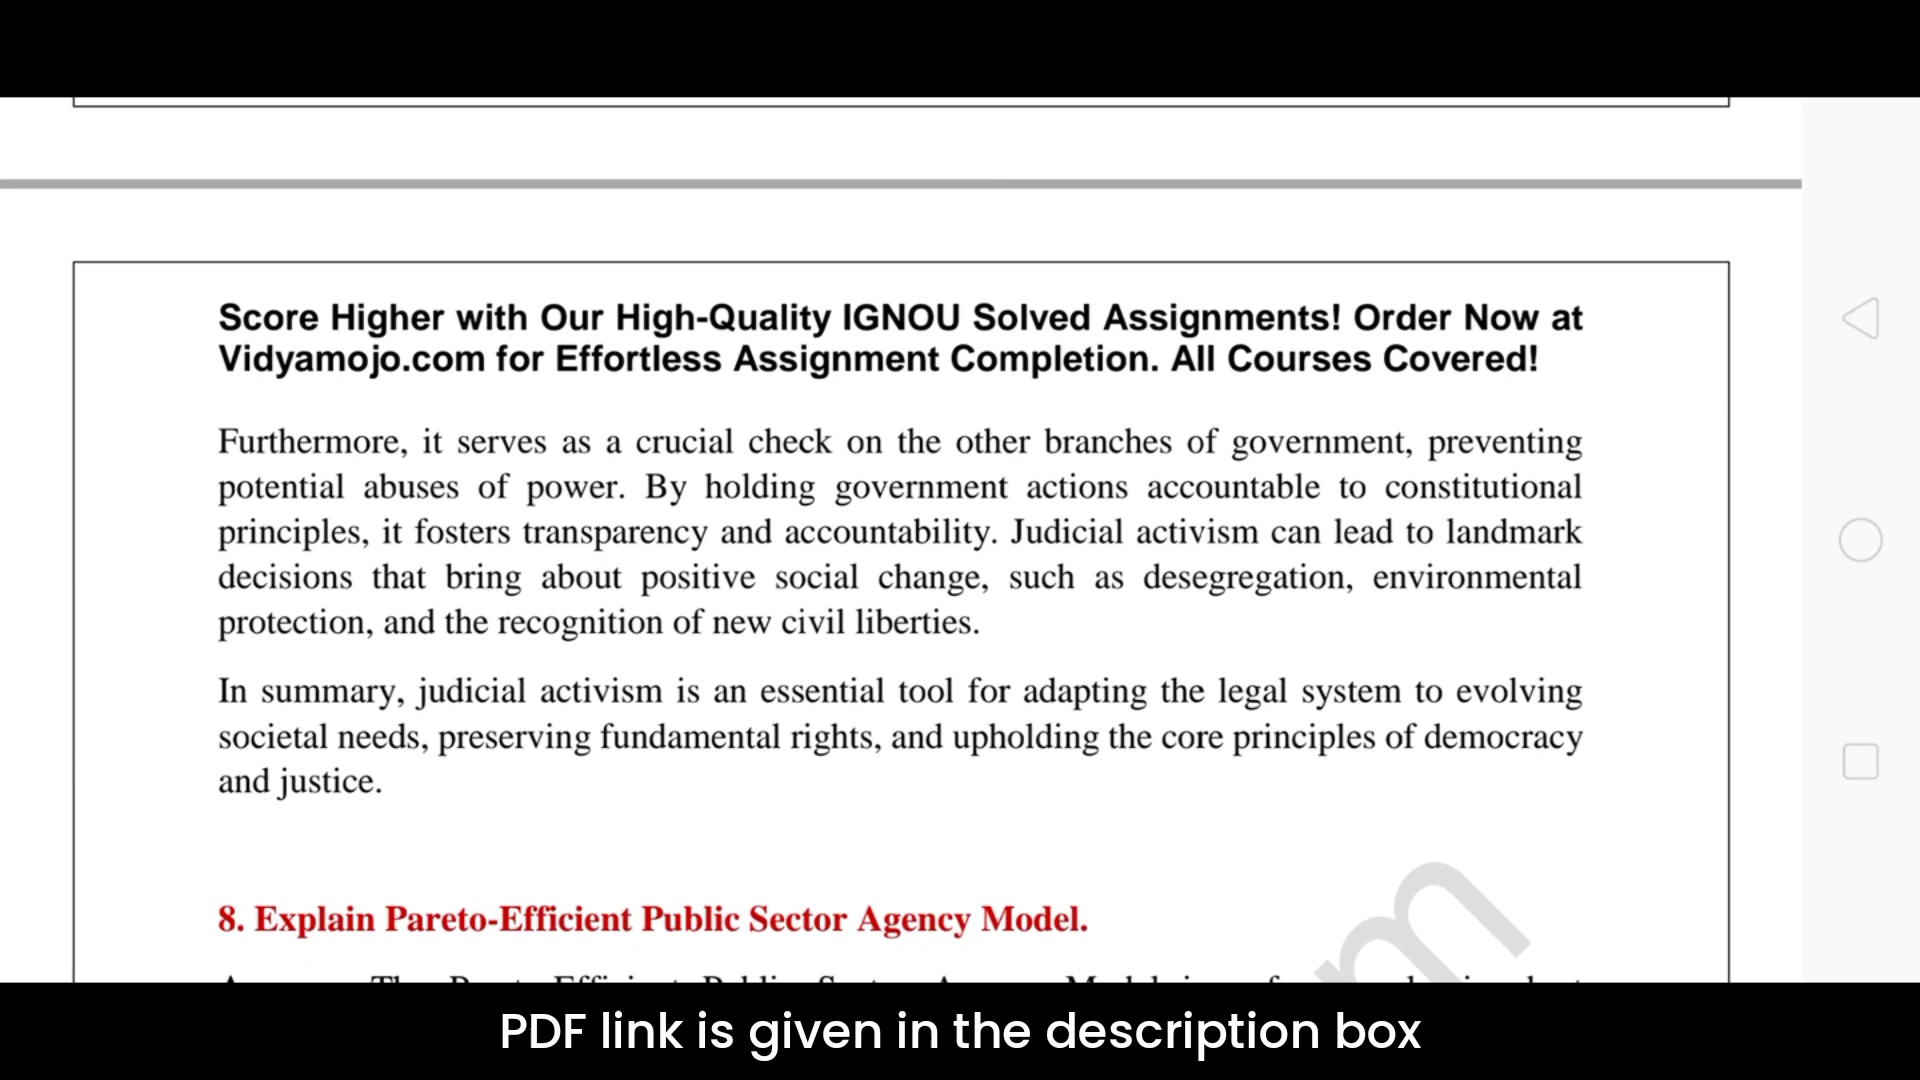 Score Higher with Our High-Quality IGNOU Solved Assignments! Order Now at
Vidyamojo.com for Effortless Assignment Completion. All Courses Covered!
Furthermore, it serves as a crucial check on the other branches of government, preventing
potential abuses of power. By holding government actions accountable to constitutional
principles, it fosters transparency and accountability. Judicial activism can lead to landmark
decisions that bring about positive social change, such as desegregation, environmental
protection, and the recognition of new civil liberties.
In summary, judicial activism is an essential tool for adapting the legal system to evolving
societal needs, preserving fundamental rights, and upholding the core principles of democracy
and justice.
8. Explain Pareto-Efficient Public Sector Agency Model.
m
PDF link is given in the description box